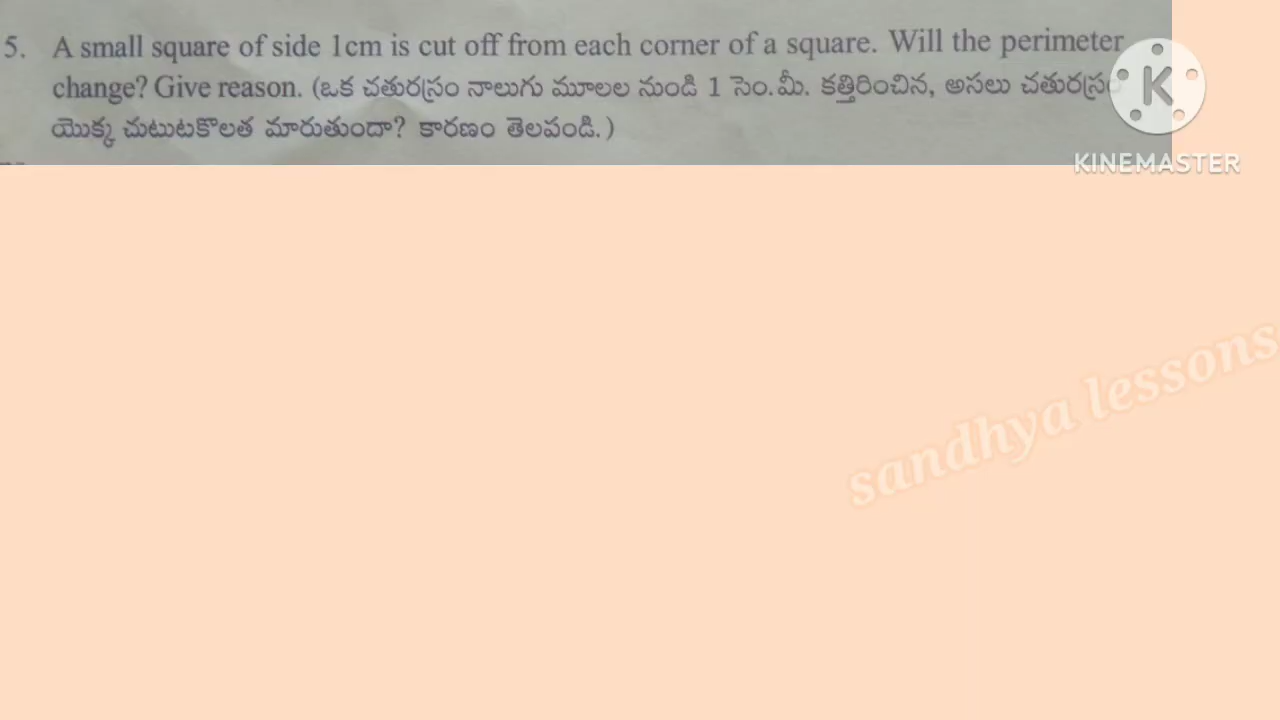 5. A small square of side 1cm is cut off from each corner of a square. Will the perimeter
change? Give reason. (ఒక చతురస్రం నాలుగు మూలల నుండి 1 సెం.మీ. కత్తిరించిన, అసలు చతురస్రం
యొక్క చుటుటకొలత మారుతుందా? కారణం తెలపండి.)
K
KINEMASTER
sandhya lessons